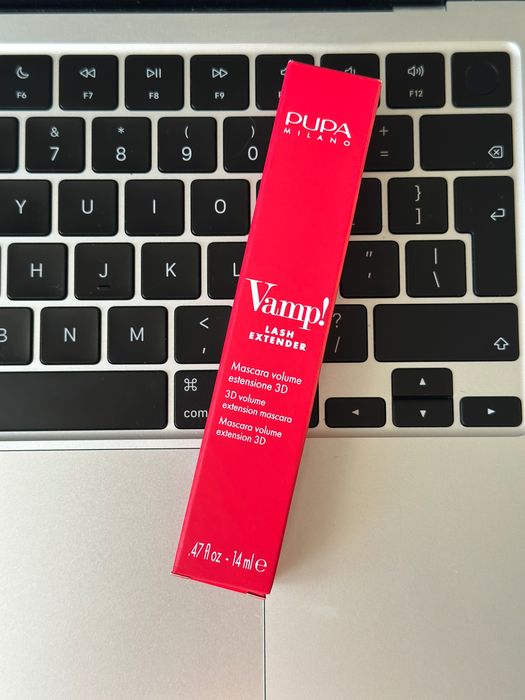 F6
F7
F8
F9
F12
&
7
*
8
(
9
)
0
+
=
Y
U
I
O
}
]
H
J
K
L
"
'
|
\
B
N
M
<
,
?
/
⌘
com
PUPA
MILANO
Vamp!
LASH
EXTENDER
Mascara volume
estensione 3D
3D volume
extension mascara
Mascara volume
extension 3D
.47 fl oz - 14 ml ℮